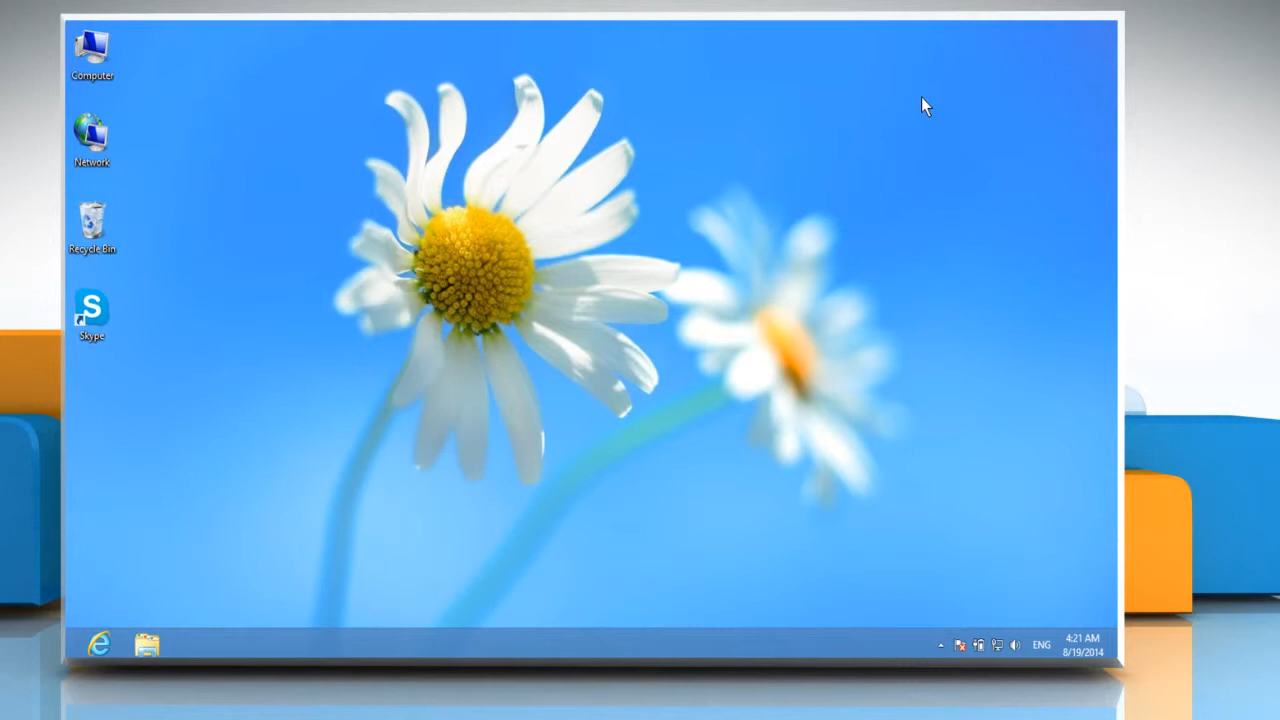 Computer
Network
Recycle Bin
S
Skype
ENG
4:21 AM
8/19/2014